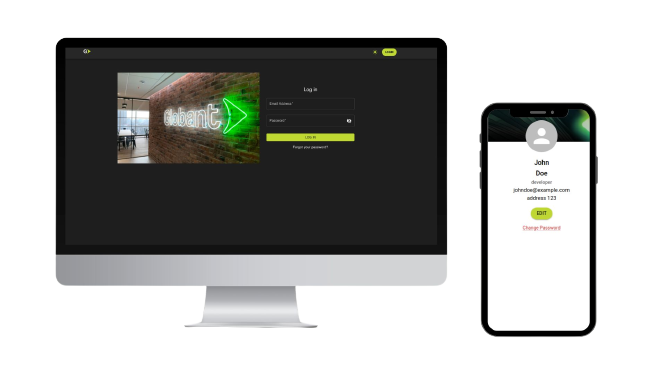 G>
LOGIN
globant
Log in
Email Address*
Password*
LOG IN
Forgot your password?
John
Doe
developer
johndoe@example.com
address 123
EDIT
Change Password